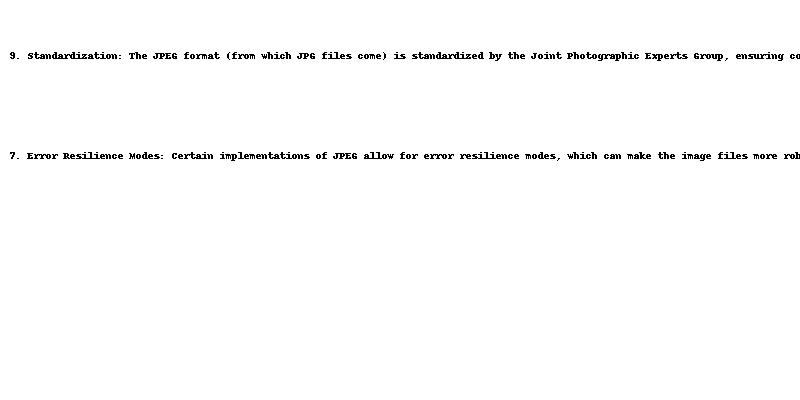 9. Standardization: The JPEG format (from which JPG files come) is standardized by the Joint Photographic Experts Group, ensuring
7. Error Resilience Modes: Certain implementations of JPEG allow for error resilience modes, which can make the image files more